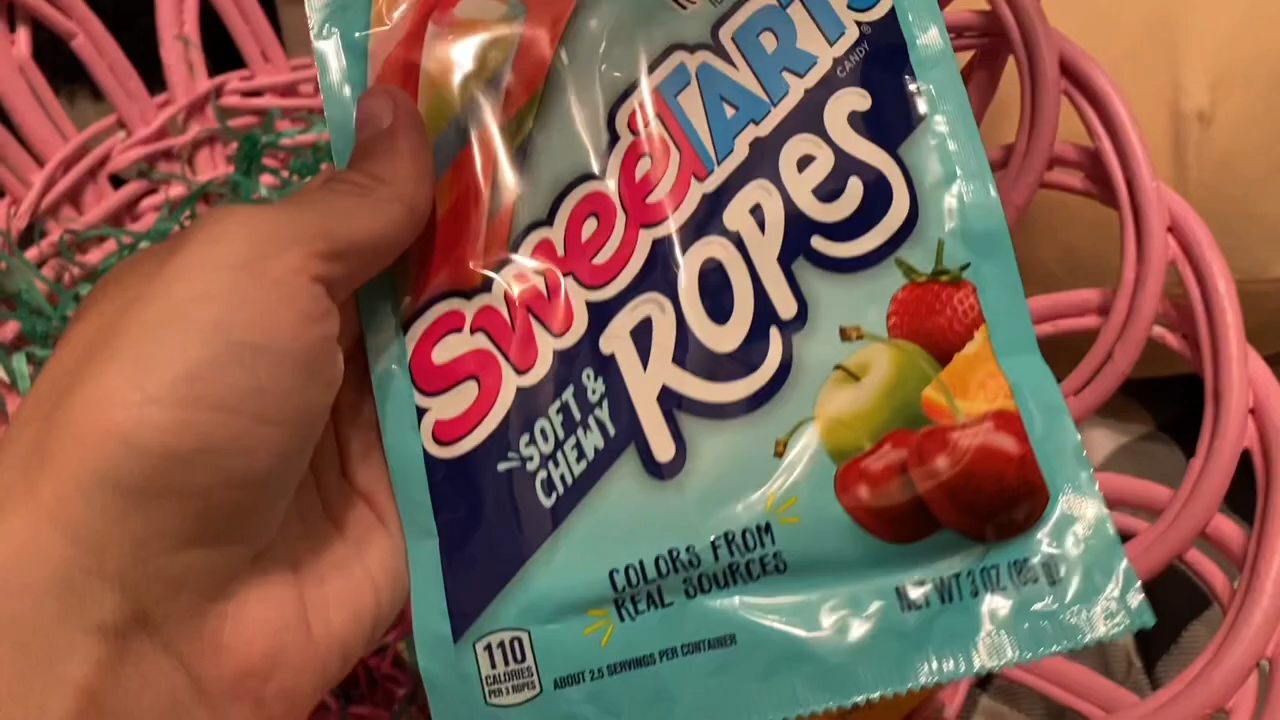 SweeTARTS
CANDY®
ROPES
SOFT &
CHEWY
COLORS FROM
REAL SOURCES
NET WT 3 OZ (85 g)
110
CALORIES
PER 3 ROPES
ABOUT 2.5 SERVINGS PER CONTAINER